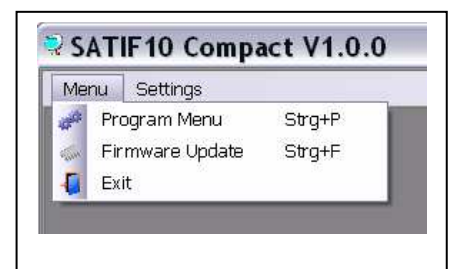 SATIF10 Compact V1.0.0
Menu Settings
Program Menu Strg+P
Firmware Update Strg+F
Exit